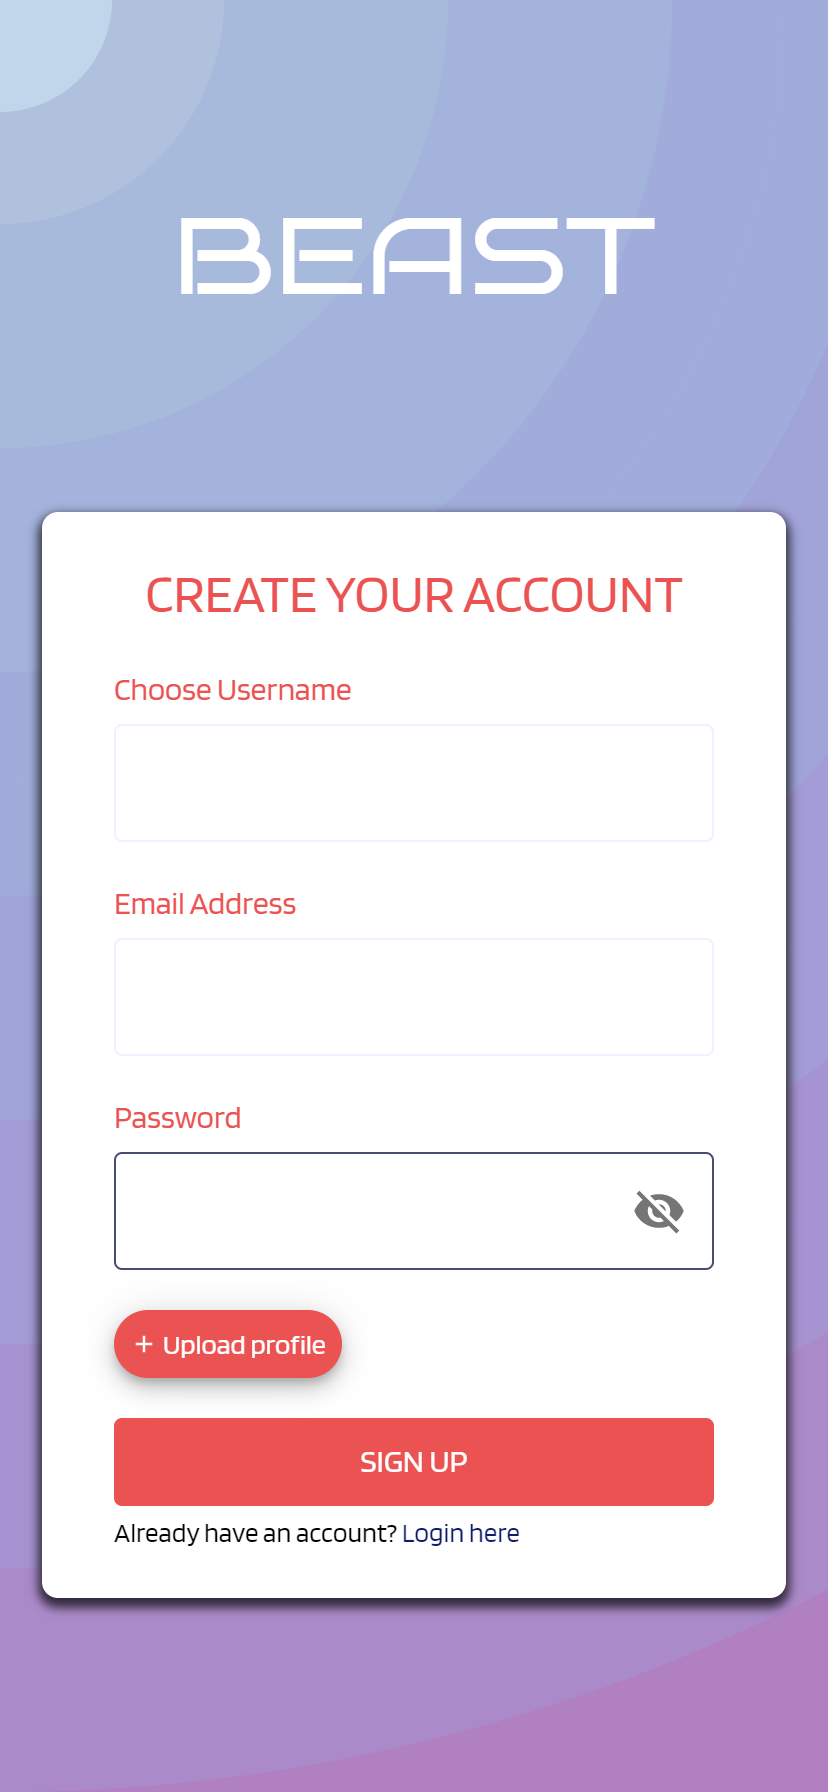 BEAST
CREATE YOUR ACCOUNT
Choose Username
Email Address
Password
+ Upload profile
SIGN UP
Already have an account? Login here